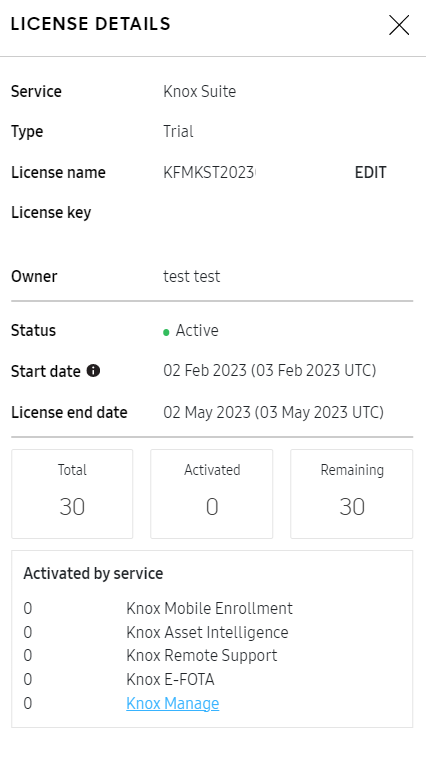 LICENSE DETAILS
Service Knox Suite
Type Trial
License name KFMKST2023 EDIT
License key
Owner test test
Status Active
Start date 02 Feb 2023 (03 Feb 2023 UTC)
License end date 02 May 2023 (03 May 2023 UTC)
Total Activated Remaining
30 0 30
Activated by service
0 Knox Mobile Enrollment
0 Knox Asset Intelligence
0 Knox Remote Support
0 Knox E-FOTA
0 Knox Manage